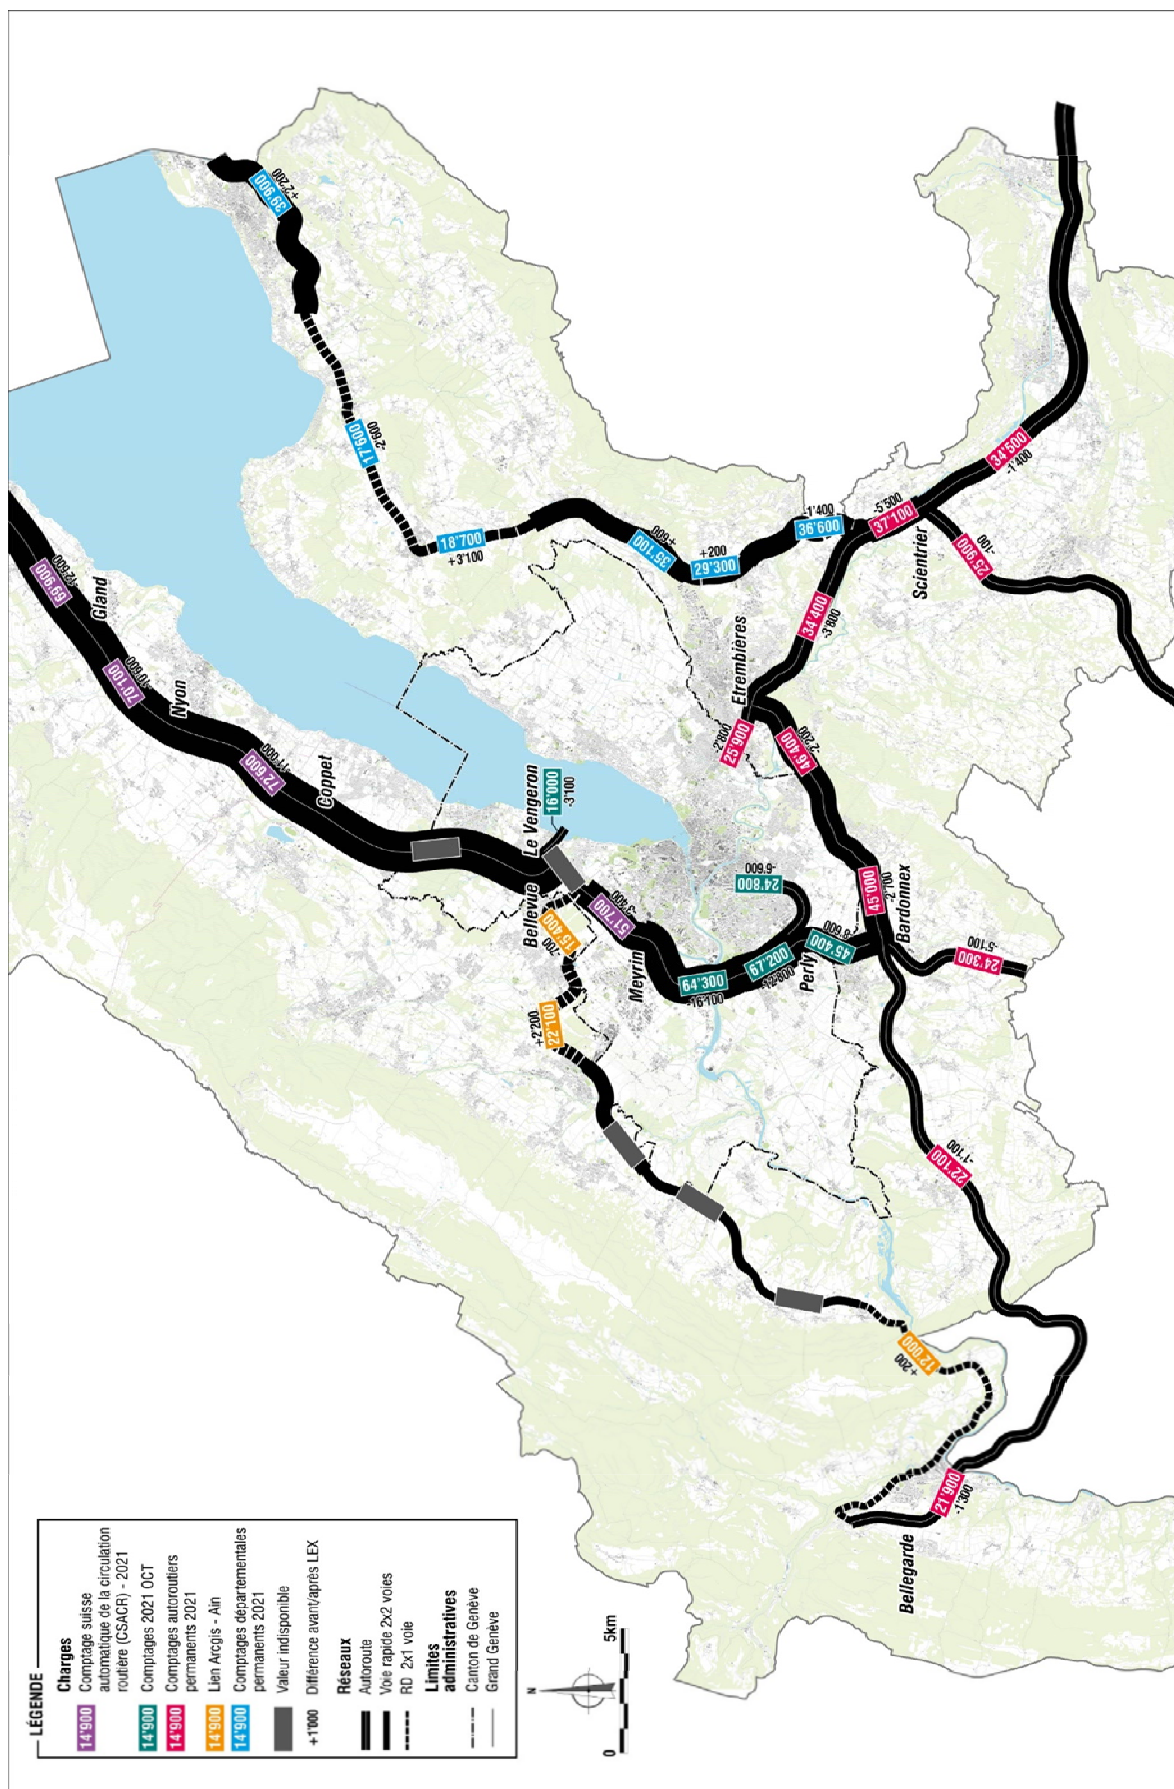 LÉGENDE
Charges
14'900 Comptage suisse
automatique de la circulation
routière (CSACR) - 2021
14'900 Comptages 2021 OCT
14'900 Comptages autoroutiers
permanents 2021
14'900 Lien Arcgis - Ain
14'900 Comptages départementales
permanents 2021
Valeur indisponible
+1'000 Différence avant/après LEX
Réseaux
Autoroute
Voie rapide 2x2 voies
RD 2x1 voie
Limites
administratives
Canton de Genève
Grand Genève
N
0 5km
Gland
70'100
Nyon
72'600
-11'000
Coppet
Le Vengeron
16'000
-3'100
Bellevue
15'400
-700
22'100
+2'200
51'700
Meyrin
64'300
-16'100
67'200
Perly
45'400
24'800
-6'600
Bardonnex
45'000
-2'700
24'300
-5'100
22'100
-1'100
12'000
+200
21'900
-1'300
Bellegarde
46'400
-2'200
Etrembières
25'900
-2'800
34'400
-3'800
37'100
-5'500
Scientrier
25'900
-100
34'500
-1'400
36'600
-1'400
29'300
+200
35'100
+600
18'700
+3'100
17'600
39'900
+2'200